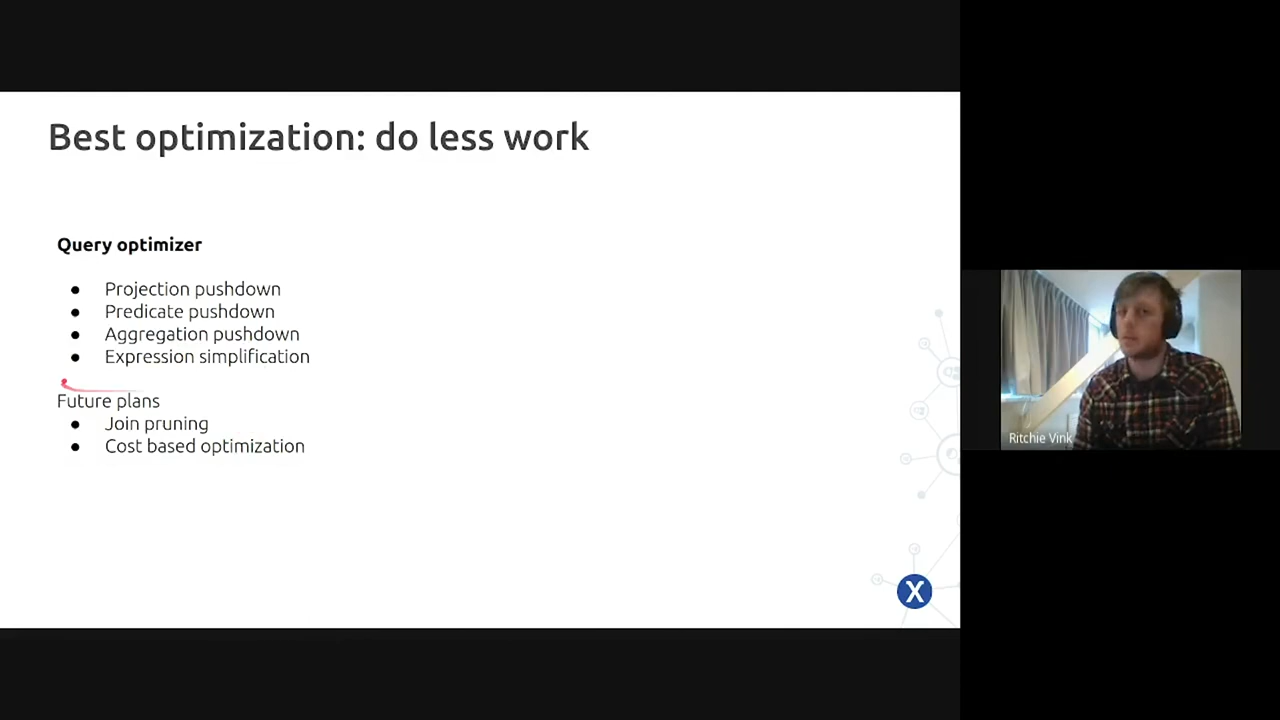 Best optimization: do less work
Query optimizer
● Projection pushdown
● Predicate pushdown
● Aggregation pushdown
● Expression simplification
Future plans
● Join pruning
● Cost based optimization
X
Ritchie Vink